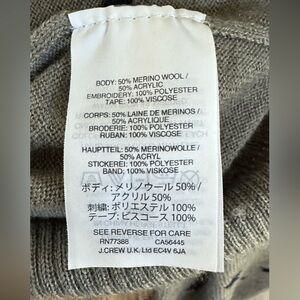 BODY: 50% MERINO WOOL /
50% ACRYLIC
EMBROIDERY: 100% POLYESTER
TAPE: 100% VISCOSE
CORPS: 50% LAINE DE MERINOS /
50% ACRYLIQUE
BRODERIE: 100% POLYESTER
RUBAN: 100% VISCOSE
HAUPTTEIL: 50% MERINOWOLLE /
50% ACRYL
STICKEREI: 100% POLYESTER
BAND: 100% VISCOSE
ボディ: メリノウール 50% /
アクリル 50%
刺繍: ポリエステル 100%
テープ: ビスコース 100%
SEE REVERSE FOR CARE
RN77388 CA56445
J.CREW U.K. Ltd EC4V 6JA